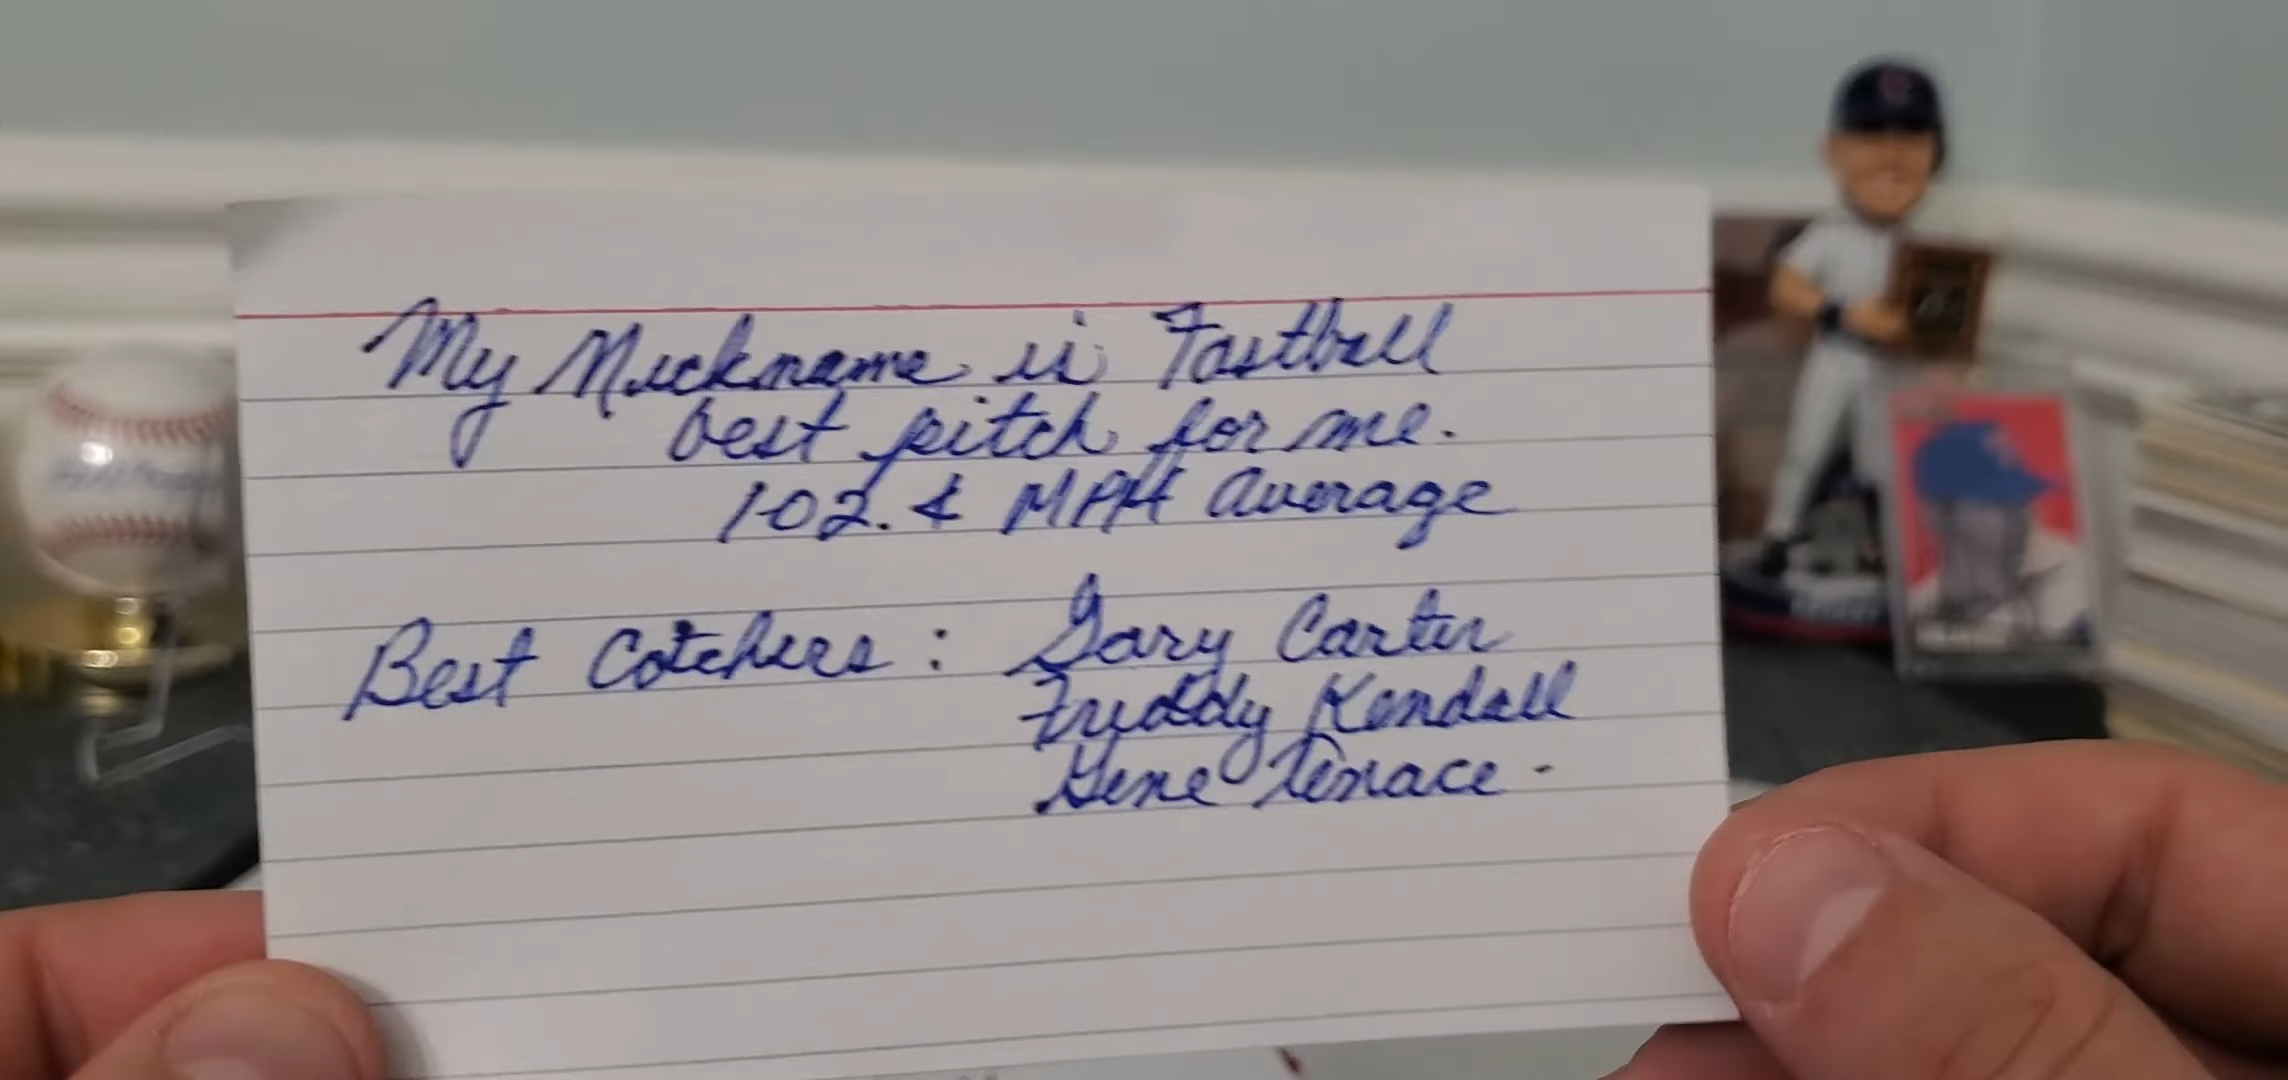 My Nickname is Fastball
best pitch for me.
102. & MPH Average
Best Catchers : Gary Carter
Freddy Kendall
Gene Tenace.